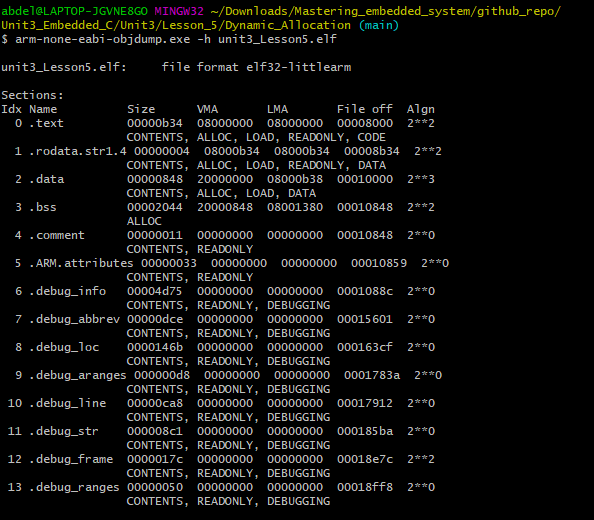 abdel@LAPTOP-JGVNE8GO MINGW32 ~/Downloads/Mastering_embedded_system/github_repo/
Unit3_Embedded_C/Unit3/Lesson_5/Dynamic_Allocation (main)
$ arm-none-eabi-objdump.exe -h unit3_Lesson5.elf
unit3_Lesson5.elf:     file format elf32-littlearm
Sections:
Idx Name          Size      VMA       LMA       File off  Algn
  0 .text         00000b34  08000000  08000000  00008000  2**2
                  CONTENTS, ALLOC, LOAD, READONLY, CODE
  1 .rodata.str1.4 00000004  08000b34  08000b34  00008b34  2**2
                  CONTENTS, ALLOC, LOAD, READONLY, DATA
  2 .data         00000848  20000000  08000b38  00010000  2**3
                  CONTENTS, ALLOC, LOAD, DATA
  3 .bss          00002044  20000848  08001380  00010848  2**2
                  ALLOC
  4 .comment      00000011  00000000  00000000  00010848  2**0
                  CONTENTS, READONLY
  5 .ARM.attributes 00000033  00000000  00000000  00010859  2**0
                  CONTENTS, READONLY
  6 .debug_info   00004d75  00000000  00000000  0001088c  2**0
                  CONTENTS, READONLY, DEBUGGING
  7 .debug_abbrev 00000dce  00000000  00000000  00015601  2**0
                  CONTENTS, READONLY, DEBUGGING
  8 .debug_loc    0000146b  00000000  00000000  000163cf  2**0
                  CONTENTS, READONLY, DEBUGGING
  9 .debug_aranges 000000d8  00000000  00000000  0001783a  2**0
                  CONTENTS, READONLY, DEBUGGING
 10 .debug_line   00000ca8  00000000  00000000  00017912  2**0
                  CONTENTS, READONLY, DEBUGGING
 11 .debug_str    000008c1  00000000  00000000  000185ba  2**0
                  CONTENTS, READONLY, DEBUGGING
 12 .debug_frame  0000017c  00000000  00000000  00018e7c  2**2
                  CONTENTS, READONLY, DEBUGGING
 13 .debug_ranges 00000050  00000000  00000000  00018ff8  2**0
                  CONTENTS, READONLY, DEBUGGING